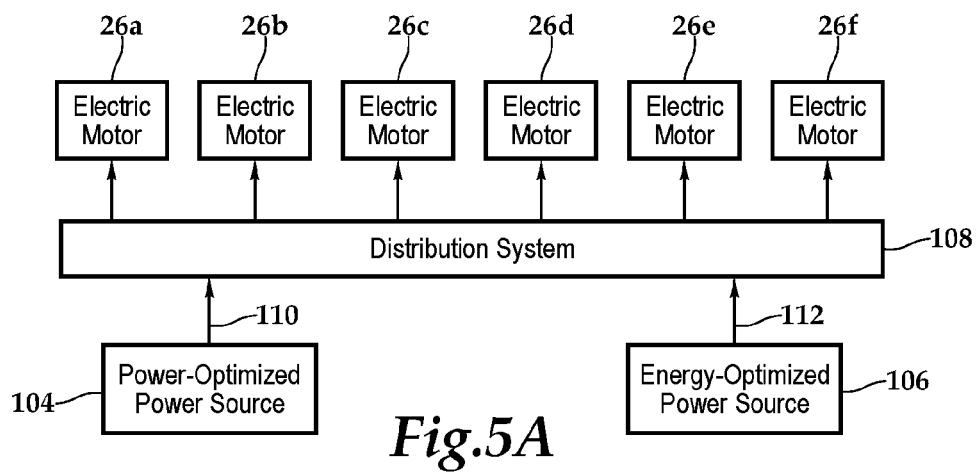 26a 26b 26c 26d 26e 26f
Electric Motor
Electric Motor
Electric Motor
Electric Motor
Electric Motor
Electric Motor
Distribution System
108
110
112
104
Power-Optimized
Power Source
Energy-Optimized
Power Source
106
Fig.5A